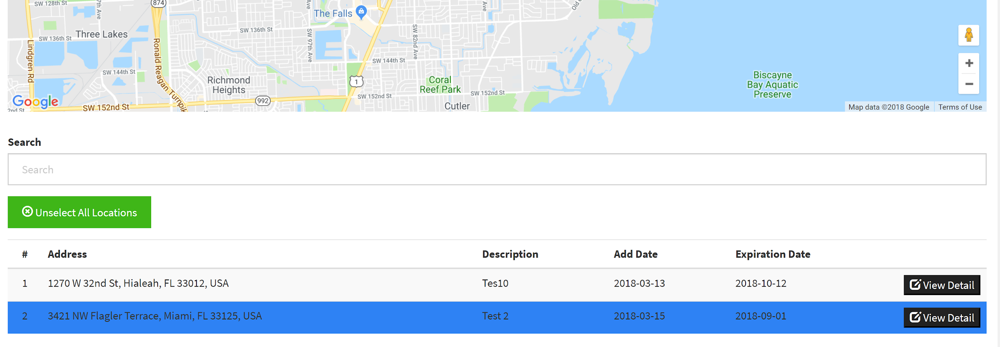 SW 128th St
7th Ave
874
Ave
The Falls
Ave
Old
Three Lakes
SW 136th St
SW 136th St
SW 97th Ave
SW 82nd Ave
Lindgren Rd
Ronald Reagan Turnpik
SW 144th St
SW 144th St
Richmond
Heights
1
Coral
Reef Park
Biscayne
Bay Aquatic
Preserve
SW 152nd St
SW 152nd St
992
Google
2nd St
SW 152nd St
Cutler
Map data ©2018 Google Terms of Use
Search
Search
Unselect All Locations
# Address Description Add Date Expiration Date
1 1270 W 32nd St, Hialeah, FL 33012, USA Tes10 2018-03-13 2018-10-12 View Detail
2 3421 NW Flagler Terrace, Miami, FL 33125, USA Test 2 2018-03-15 2018-09-01 View Detail